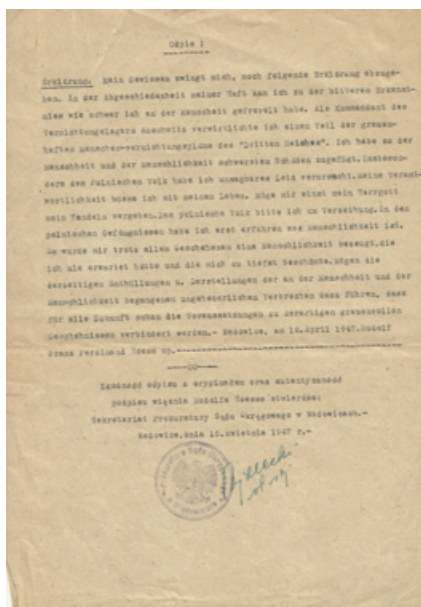 Odpis I
Erklärung. Mein Gewissen zwingt mich, noch folgende Erklärung abzuge-
ben. In der Abgeschiedenheit meiner Haft kam ich zu der bitteren Erkennt-
nis wie schwer ich an der Menschheit gefrevelt habe. Als Kommandant des
Vernichtungslagers Auschwitz verwirklichte ich einen Teil der grauen-
haften Menschen-vernichtungspläne des "Dritten Reiches". Ich habe so der
Menschheit und der Menschlichkeit schwersten Schaden zugefügt. Insbeson-
dere dem polnischen Volk habe ich unsagbares Leid verursacht. Meine Verant-
wortlichkeit büsse ich mit meinem Leben. Möge mir einst mein Herrgott
mein Handeln vergeben. Das polnische Volk bitte ich um Verzeihung. In den
polnischen Gefängnissen habe ich erst erfahren was Menschlichkeit ist.
Es wurde mir trotz allem Geschehenen eine Menschlichkeit bezeugt, die
ich nie erwartet hätte und die mich zu tiefst beschämte. Mögen die
derzeitigen Enthüllungen u. Darstellungen der an der Menschheit und der
Menschlichkeit begangenen ungeheuerlichen Verbrechen dazu führen, dass
für alle Zukunft schon die Voraussetzungen zu derartigen grauenvollen
Geschehnissen verhindert werden.- Wadowice, am 12. April 1947. Rudolf
Franz Ferdinand Höess mp.
Zgodność odpisu z oryginałem oraz autentyczność
podpisu więźnia Rudolfa Hoessa stwierdza:
Sekretariat Prokuratury Sądu Okręgowego w Wadowicach.-
Wadowice, dnia 12. kwietnia 1947 r.-